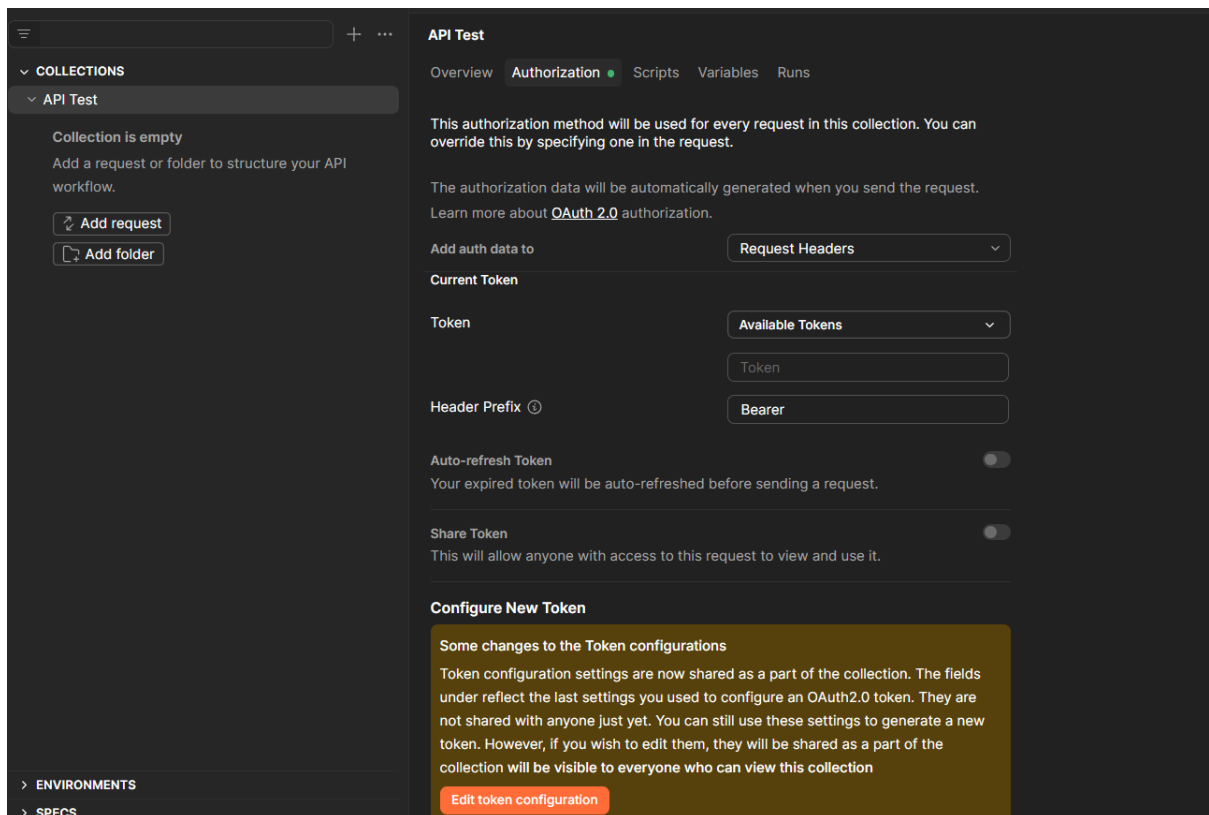 COLLECTIONS
API Test
Collection is empty
Add a request or folder to structure your API
workflow.
Add request
Add folder
ENVIRONMENTS
SPECS
API Test
Overview Authorization Scripts Variables Runs
This authorization method will be used for every request in this collection. You can
override this by specifying one in the request.
The authorization data will be automatically generated when you send the request.
Learn more about OAuth 2.0 authorization.
Add auth data to Request Headers
Current Token
Token Available Tokens
Token
Header Prefix Bearer
Auto-refresh Token
Your expired token will be auto-refreshed before sending a request.
Share Token
This will allow anyone with access to this request to view and use it.
Configure New Token
Some changes to the Token configurations
Token configuration settings are now shared as a part of the collection. The fields
under reflect the last settings you used to configure an OAuth2.0 token. They are
not shared with anyone just yet. You can still use these settings to generate a new
token. However, if you wish to edit them, they will be shared as a part of the
collection will be visible to everyone who can view this collection
Edit token configuration